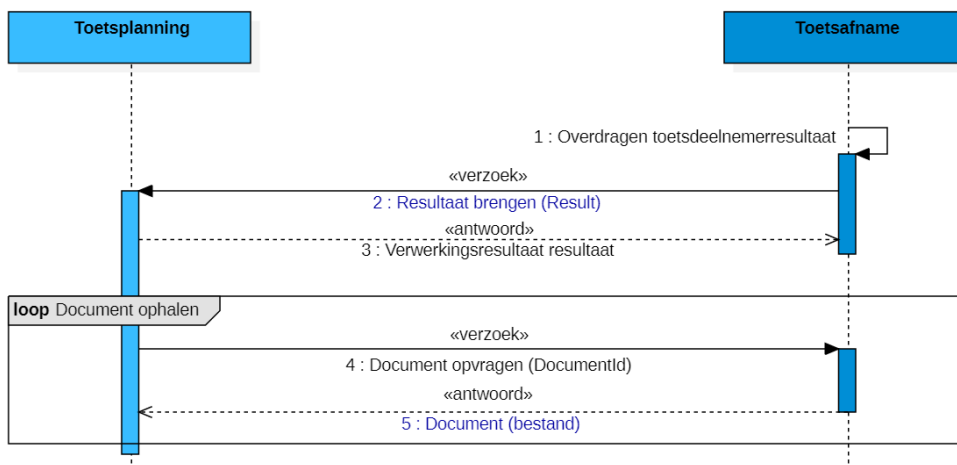 Toetsplanning
Toetsafname
1 : Overdragen toetsdeelnemerresultaat
«verzoek»
2 : Resultaat brengen (Result)
«antwoord»
3 : Verwerkingsresultaat resultaat
loop Document ophalen
«verzoek»
4 : Document opvragen (DocumentId)
«antwoord»
5 : Document (bestand)